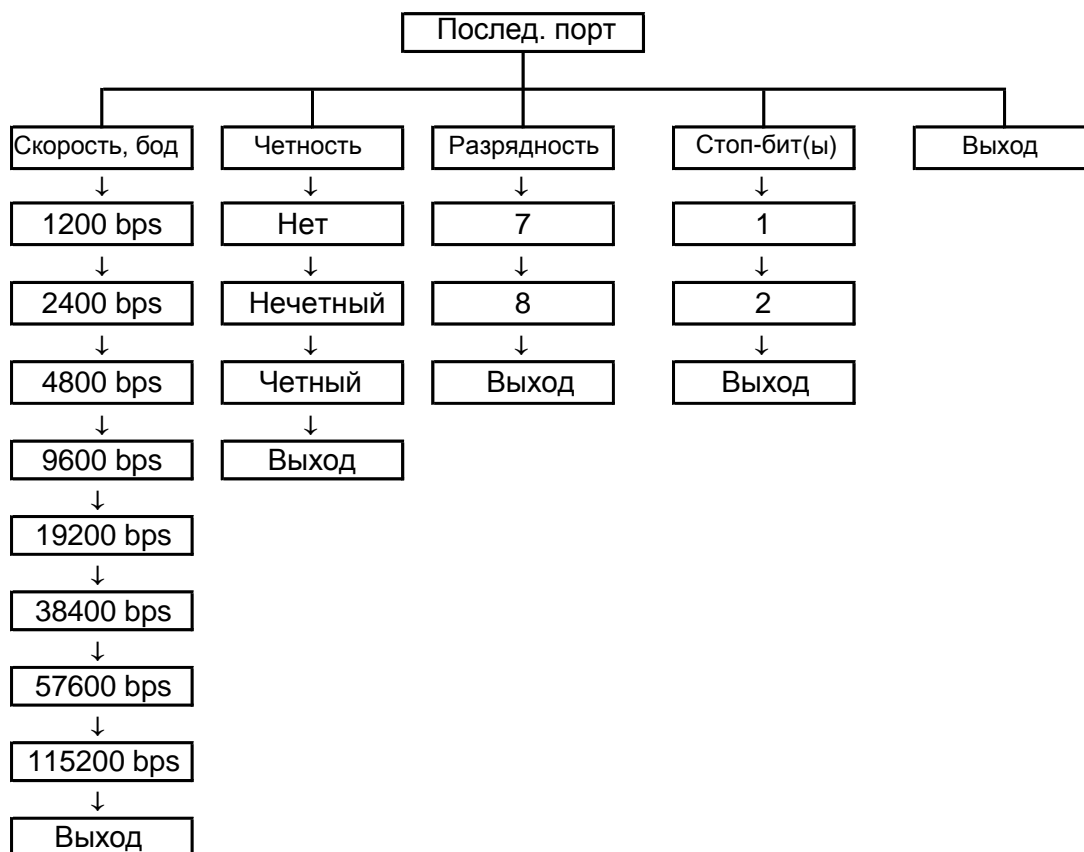 Послед. порт
Скорость, бод
Четность
Разрядность
Стоп-бит(ы)
Выход
↓ ↓ ↓ ↓
1200 bps
Нет
7
1
↓ ↓ ↓ ↓
2400 bps
Нечетный
8
2
↓ ↓ ↓ ↓
4800 bps
Четный
Выход
Выход
↓ ↓
9600 bps
Выход
↓
19200 bps
↓
38400 bps
↓
57600 bps
↓
115200 bps
↓
Выход